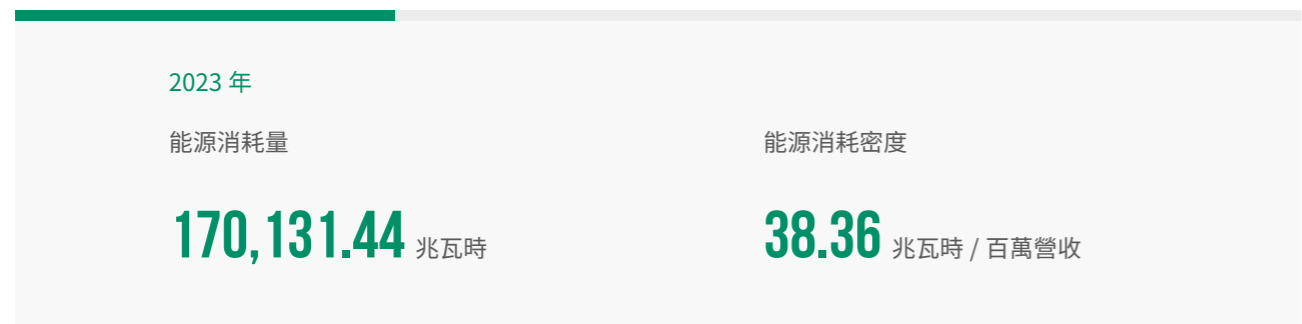 2023 年
能源消耗量
能源消耗密度
170,131.44 兆瓦時
38.36 兆瓦時 / 百萬營收